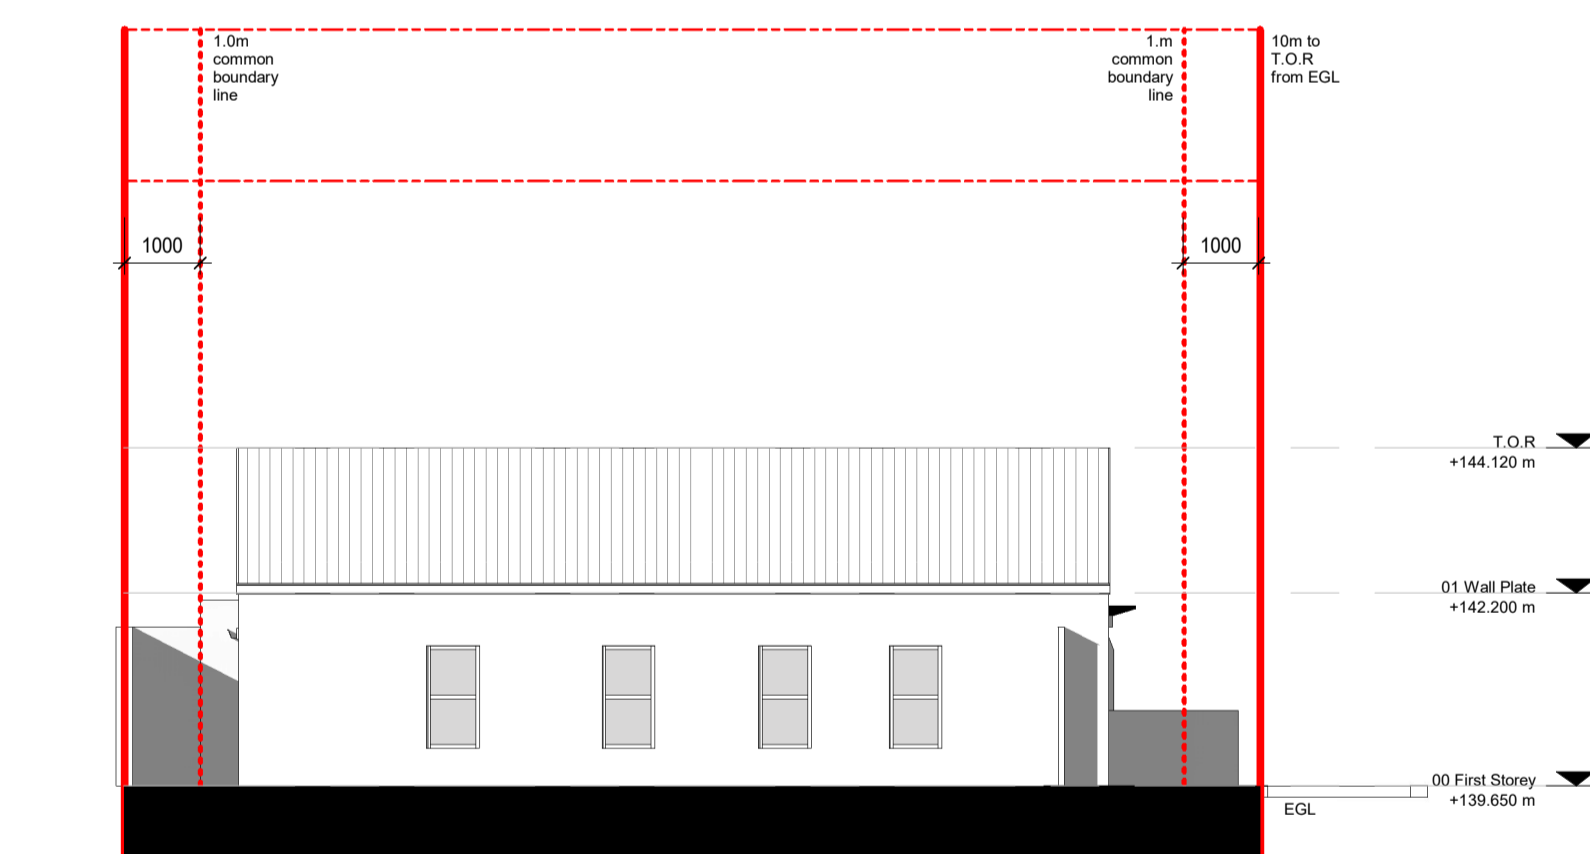 1.0m
common
boundary
line
1.m
common
boundary
line
10m to
T.O.R
from EGL
1000
1000
T.O.R
+144.120 m
01 Wall Plate
+142.200 m
00 First Storey
+139.650 m
EGL